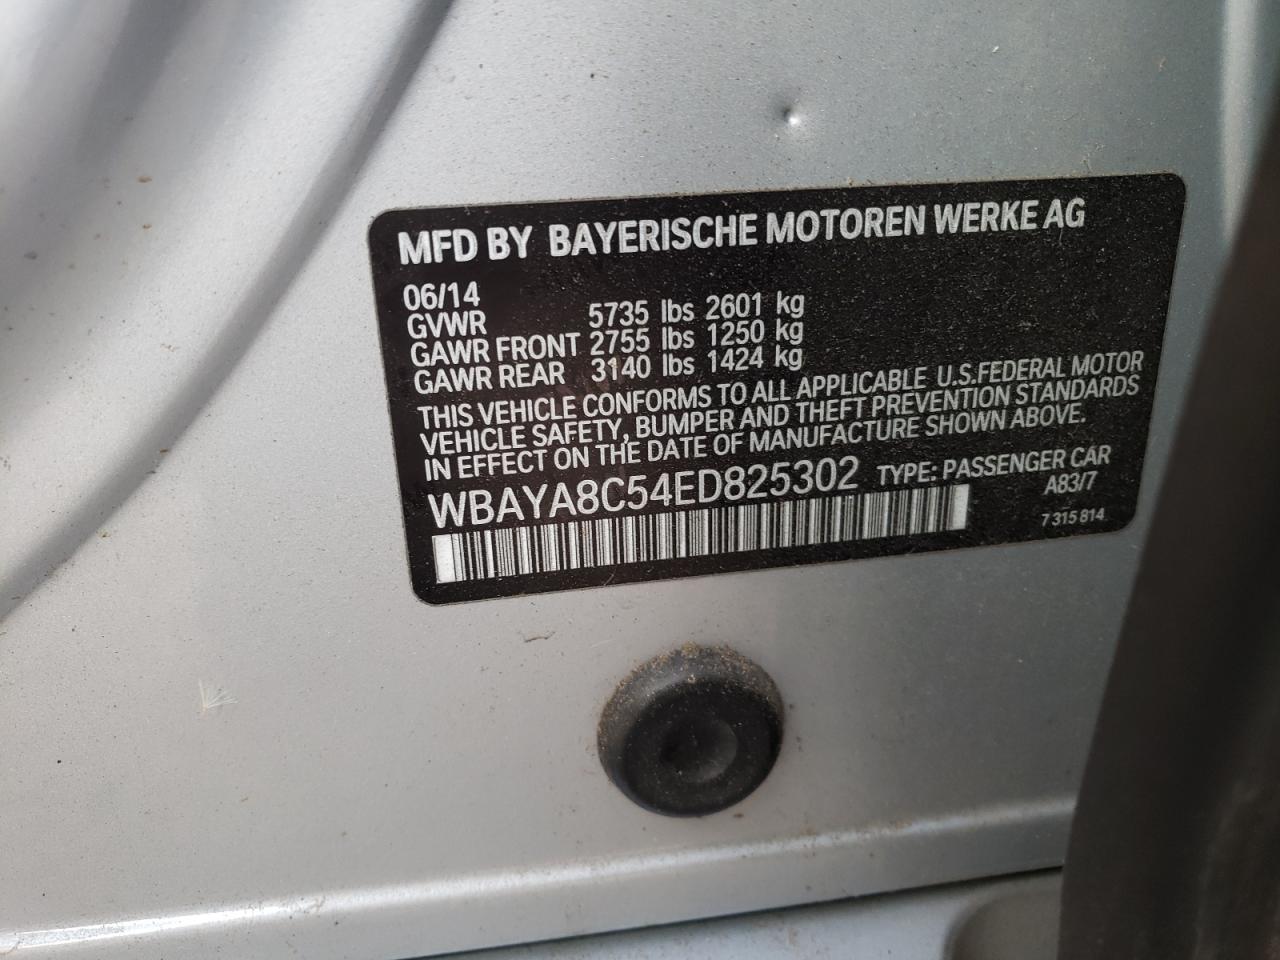 MFD BY BAYERISCHE MOTOREN WERKE AG
06/14
GVWR 5735 lbs 2601 kg
GAWR FRONT 2755 lbs 1250 kg
GAWR REAR 3140 lbs 1424 kg
THIS VEHICLE CONFORMS TO ALL APPLICABLE U.S.FEDERAL MOTOR
VEHICLE SAFETY, BUMPER AND THEFT PREVENTION STANDARDS
IN EFFECT ON THE DATE OF MANUFACTURE SHOWN ABOVE.
WBAYA8C54ED825302 TYPE: PASSENGER CAR
A83/7
7 315 814